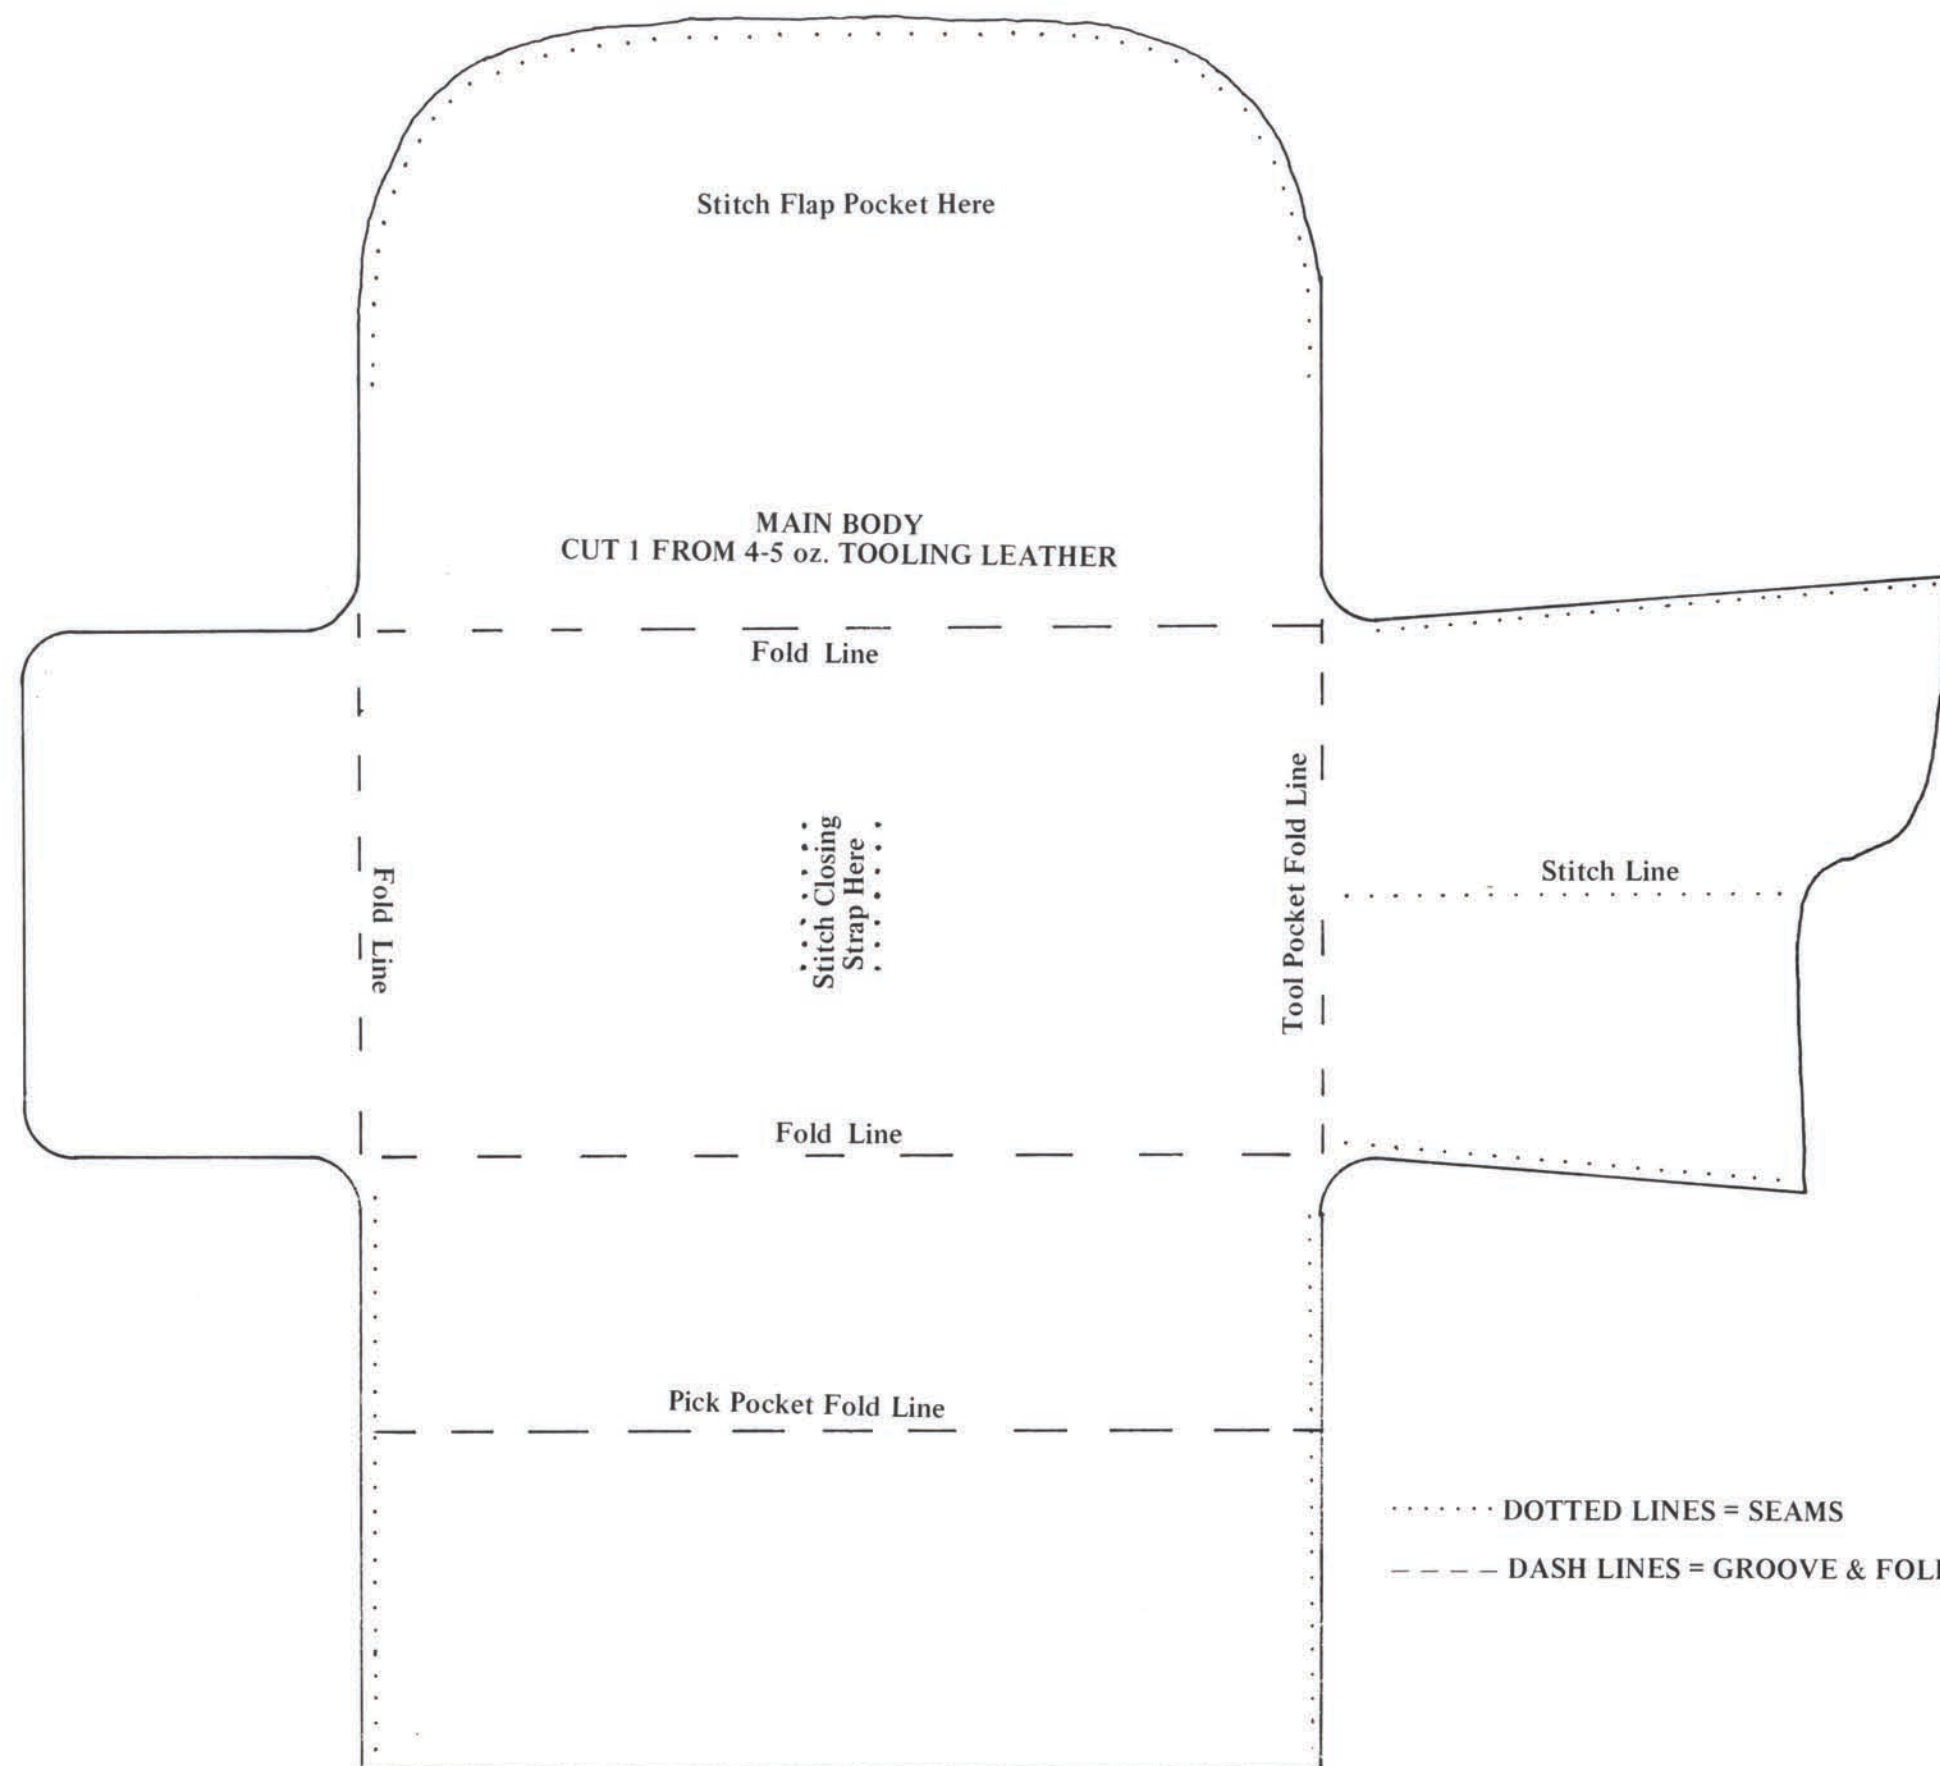 Stitch Flap Pocket Here
MAIN BODY
CUT 1 FROM 4-5 oz. TOOLING LEATHER
Fold Line
Fold Line
Stitch Closing
Strap Here
Tool Pocket Fold Line
Stitch Line
Fold Line
Pick Pocket Fold Line
DOTTED LINES = SEAMS
DASH LINES = GROOVE & FOL